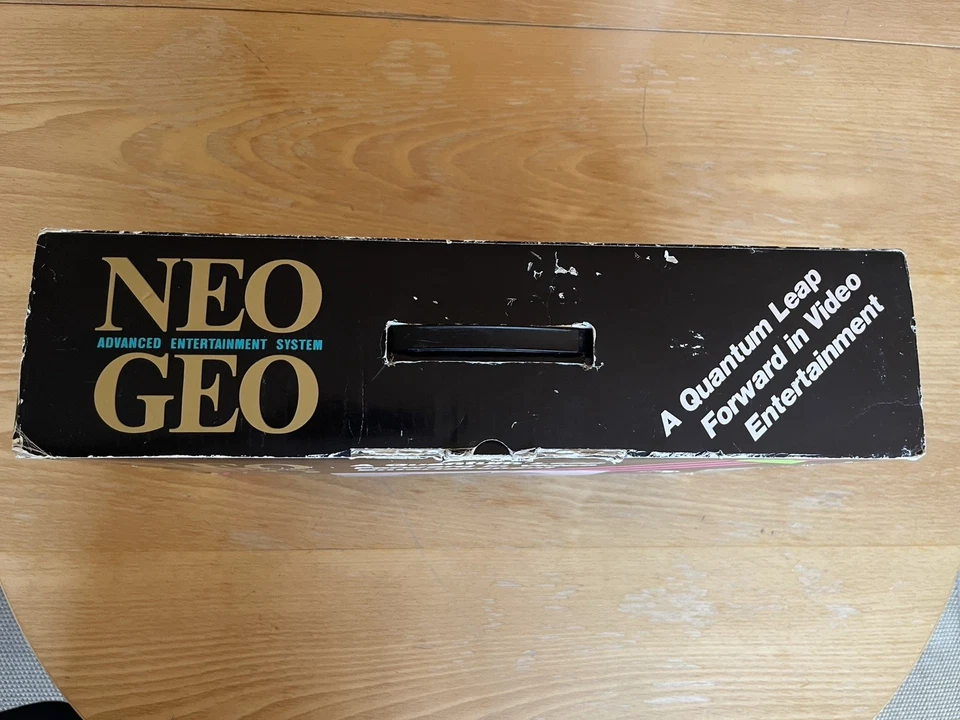 NEO
ADVANCED ENTERTAINMENT SYSTEM
GEO
A Quantum Leap
Forward in Video
Entertainment